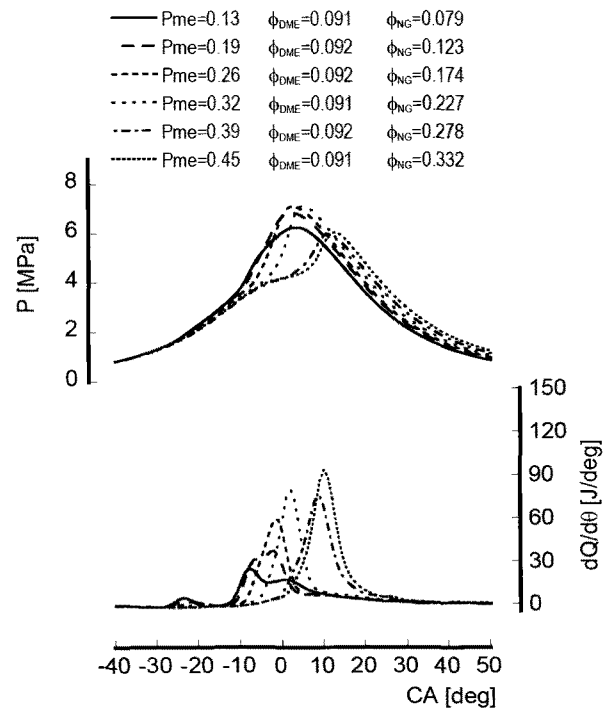 Pme=0.13 ϕDME=0.091 ϕNG=0.079
Pme=0.19 ϕDME=0.092 ϕNG=0.123
Pme=0.26 ϕDME=0.092 ϕNG=0.174
Pme=0.32 ϕDME=0.091 ϕNG=0.227
Pme=0.39 ϕDME=0.092 ϕNG=0.278
Pme=0.45 ϕDME=0.091 ϕNG=0.332
8
6
4
2
0
P [MPa]
150
120
90
60
30
0
dQ/dθ [J/deg]
-40 -30 -20 -10 0 10 20 30 40 50
CA [deg]